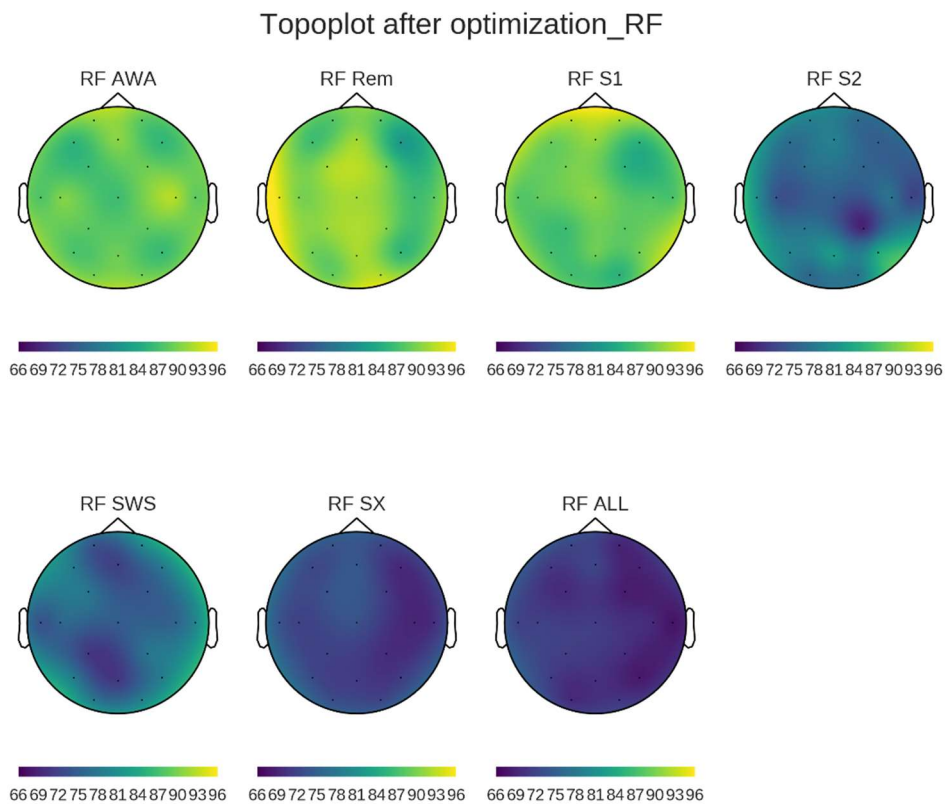 Topoplot after optimization_RF
RF AWA RF Rem RF S1 RF S2
66 69 72 75 78 81 84 87 90 93 96 66 69 72 75 78 81 84 87 90 93 96 66 69 72 75 78 81 84 87 90 93 96 66 69 72 75 78 81 84 87 90 93 96
RF SWS RF SX RF ALL
66 69 72 75 78 81 84 87 90 93 96 66 69 72 75 78 81 84 87 90 93 96 66 69 72 75 78 81 84 87 90 93 96